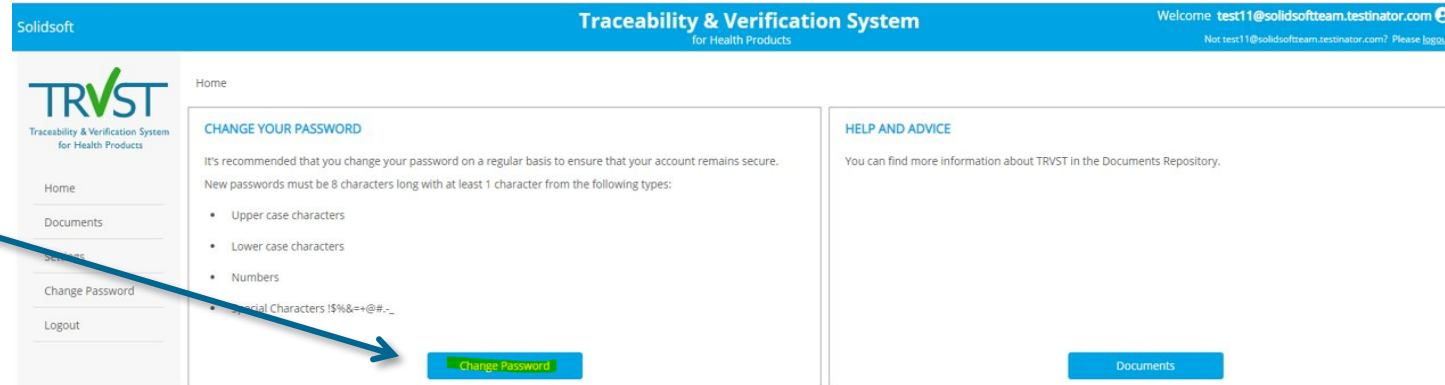 Solidsoft
Traceability & Verification System
for Health Products
Welcome test11@solidsoftteam.testinator.com
Not test11@solidsoftteam.testinator.com? Please logout
TRVST
Traceability & Verification System
for Health Products
Home
Documents
Settings
Change Password
Logout
Home
CHANGE YOUR PASSWORD
It's recommended that you change your password on a regular basis to ensure that your account remains secure.
New passwords must be 8 characters long with at least 1 character from the following types:
• Upper case characters
• Lower case characters
• Numbers
• Special Characters !$%&=+@#.-_
Change Password
HELP AND ADVICE
You can find more information about TRVST in the Documents Repository.
Documents